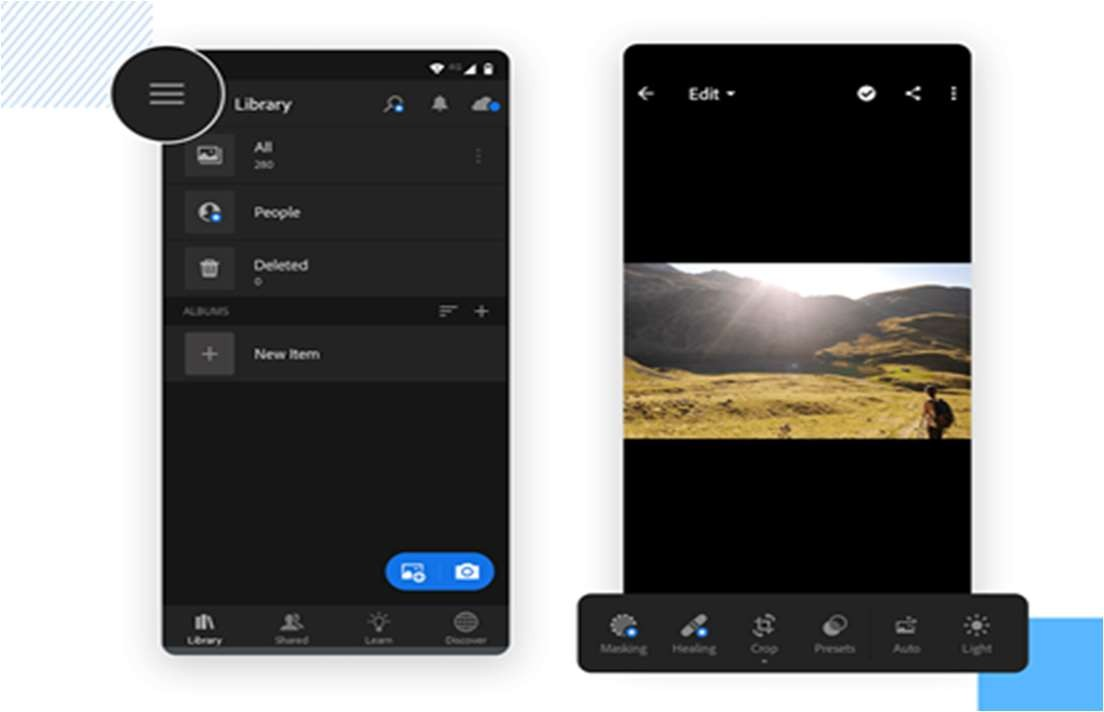 4G
Library
All
280
People
Deleted
0
ALBUMS
New Item
Library
Shared
Learn
Discover
Edit
Masking
Healing
Crop
Presets
Auto
Light